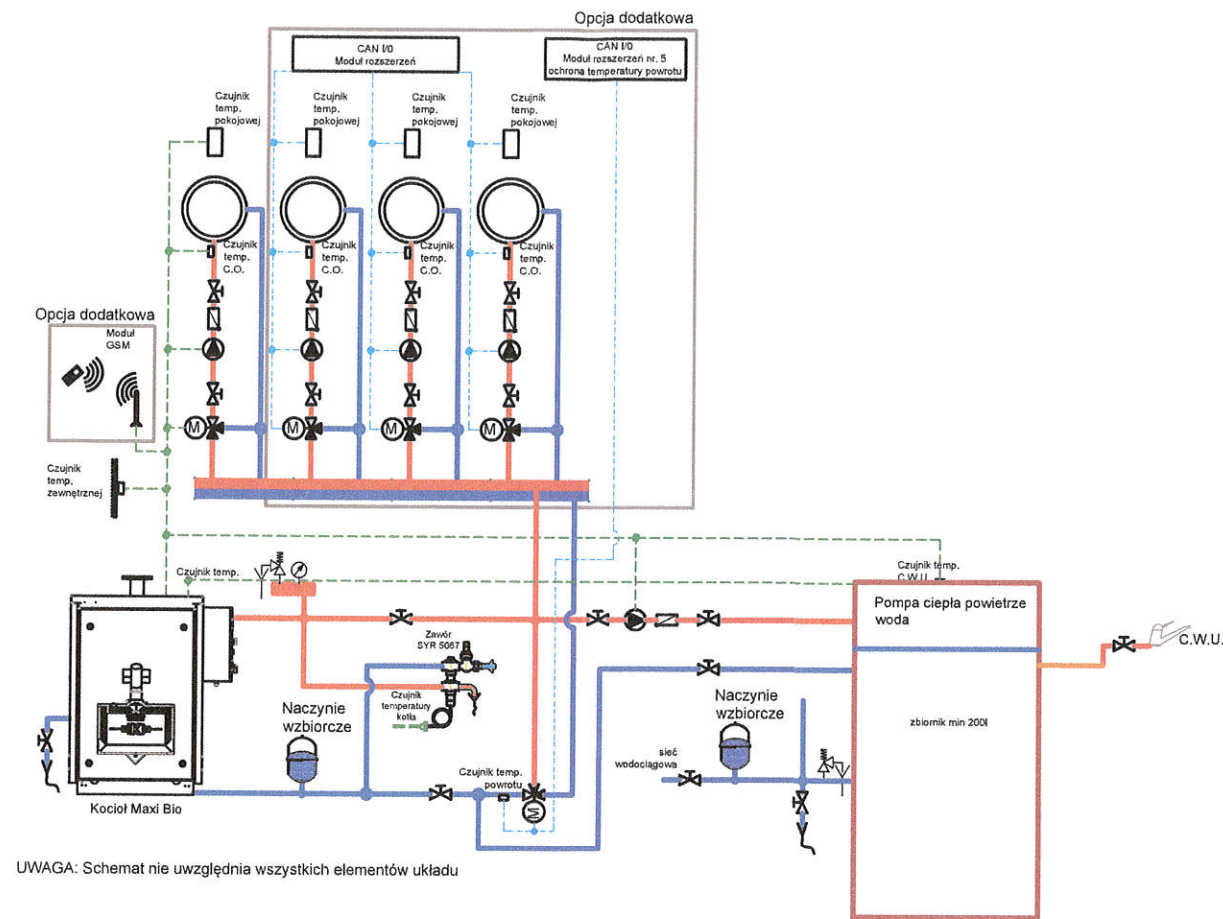 Opcja dodatkowa
CAN I/0
Moduł rozszerzeń
CAN I/0
Moduł rozszerzeń nr. 5
ochrona temperatury powrotu
Czujnik
temp.
pokojowej
Czujnik
temp.
pokojowej
Czujnik
temp.
pokojowej
Czujnik
temp.
pokojowej
Czujnik
temp.
C.O.
Czujnik
temp.
C.O.
Czujnik
temp.
C.O.
Czujnik
temp.
C.O.
Opcja dodatkowa
Moduł
GSM
M
M
M
M
Czujnik
temp.
zewnętrznej
Czujnik temp.
Czujnik temp.
C.W.U.
Pompa ciepła powietrze
woda
C.W.U.
Zawór
SYR 5067
Czujnik
temperatury
kotła
Naczynie
wzbiorcze
Naczynie
wzbiorcze
zbiornik min 200l
sieć
wodociągowa
Czujnik temp.
powrotu
M
Kocioł Maxi Bio
UWAGA: Schemat nie uwzględnia wszystkich elementów układu